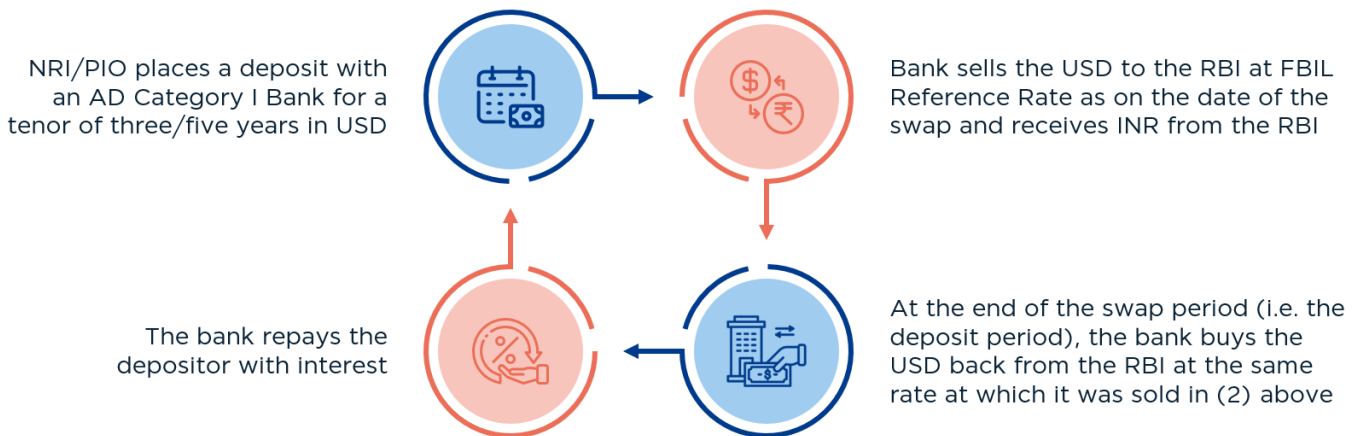 NRI/PIO places a deposit with
an AD Category I Bank for a
tenor of three/five years in USD
$
₹
Bank sells the USD to the RBI at FBIL
Reference Rate as on the date of the
swap and receives INR from the RBI
The bank repays the
depositor with interest
%
-$-
At the end of the swap period (i.e. the
deposit period), the bank buys the
USD back from the RBI at the same
rate at which it was sold in (2) above